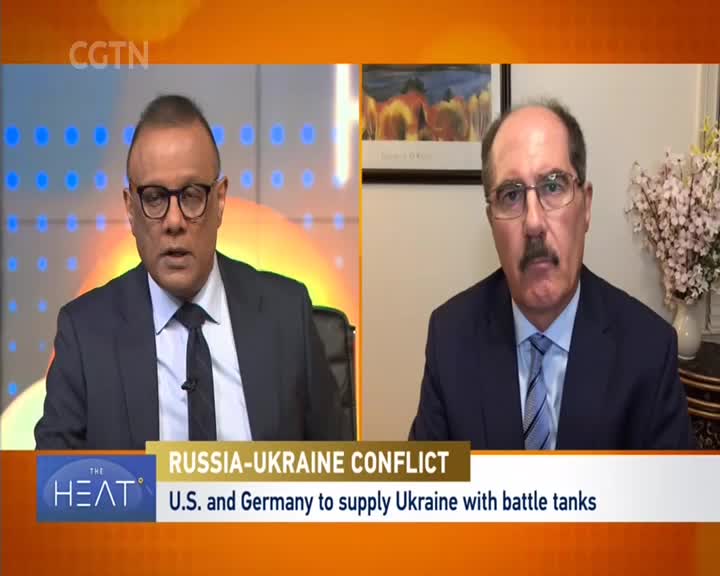 CGTN
RUSSIA-UKRAINE CONFLICT
THE
HEAT
U.S. and Germany to supply Ukraine with battle tanks